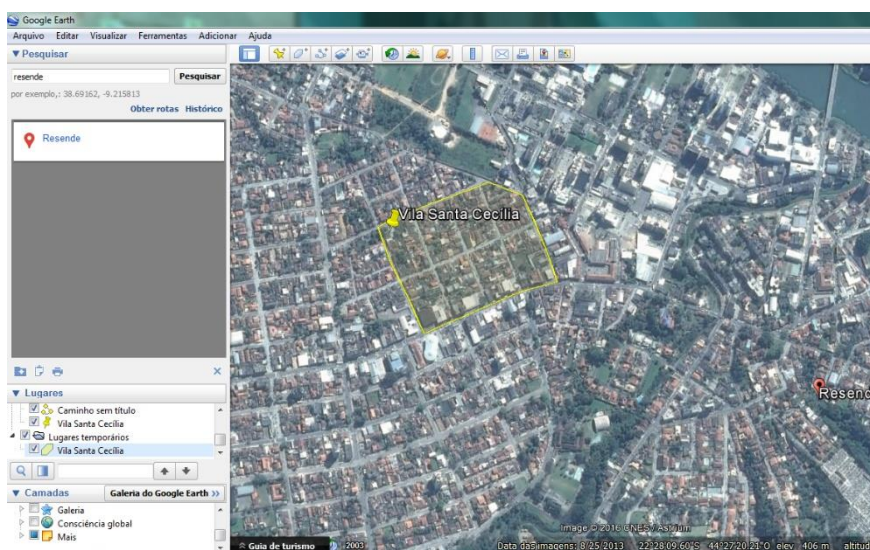 Google Earth
Arquivo Editar Visualizar Ferramentas Adicionar Ajuda
▼ Pesquisar
resende
Pesquisar
por exemplo,: 38.69162, -9.215813
Obter rotas Histórico
Resende
▼ Lugares
Caminho sem título
Vila Santa Cecília
Lugares temporários
Vila Santa Cecília
▼ Camadas
Galeria do Google Earth »
Galeria
Consciência global
Mais
Vila Santa Cecília
Resend
Image © 2016 CNES / Astrium
Guia de turismo
2003
Data das imagens: 8/25/2013 22°28'09.60"S 44°27'20.21"O elev 406 m altitud